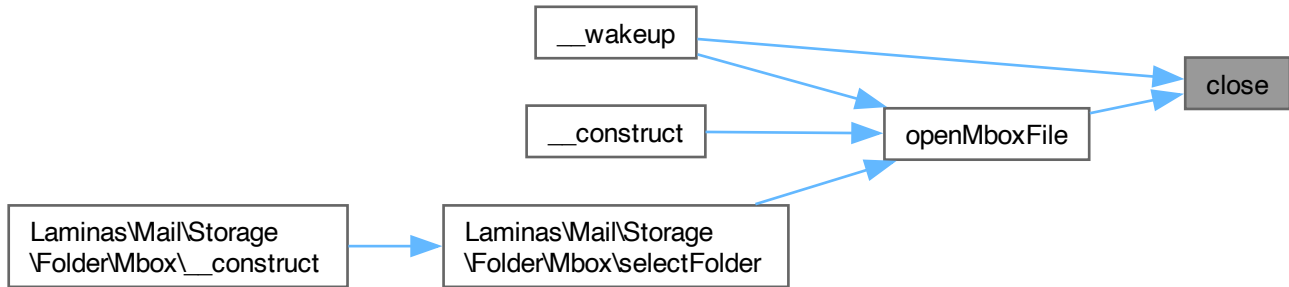 __wakeup
close
__construct
openMboxFile
Laminas\Mail\Storage
\Folder\Mbox\__construct
Laminas\Mail\Storage
\Folder\Mbox\selectFolder